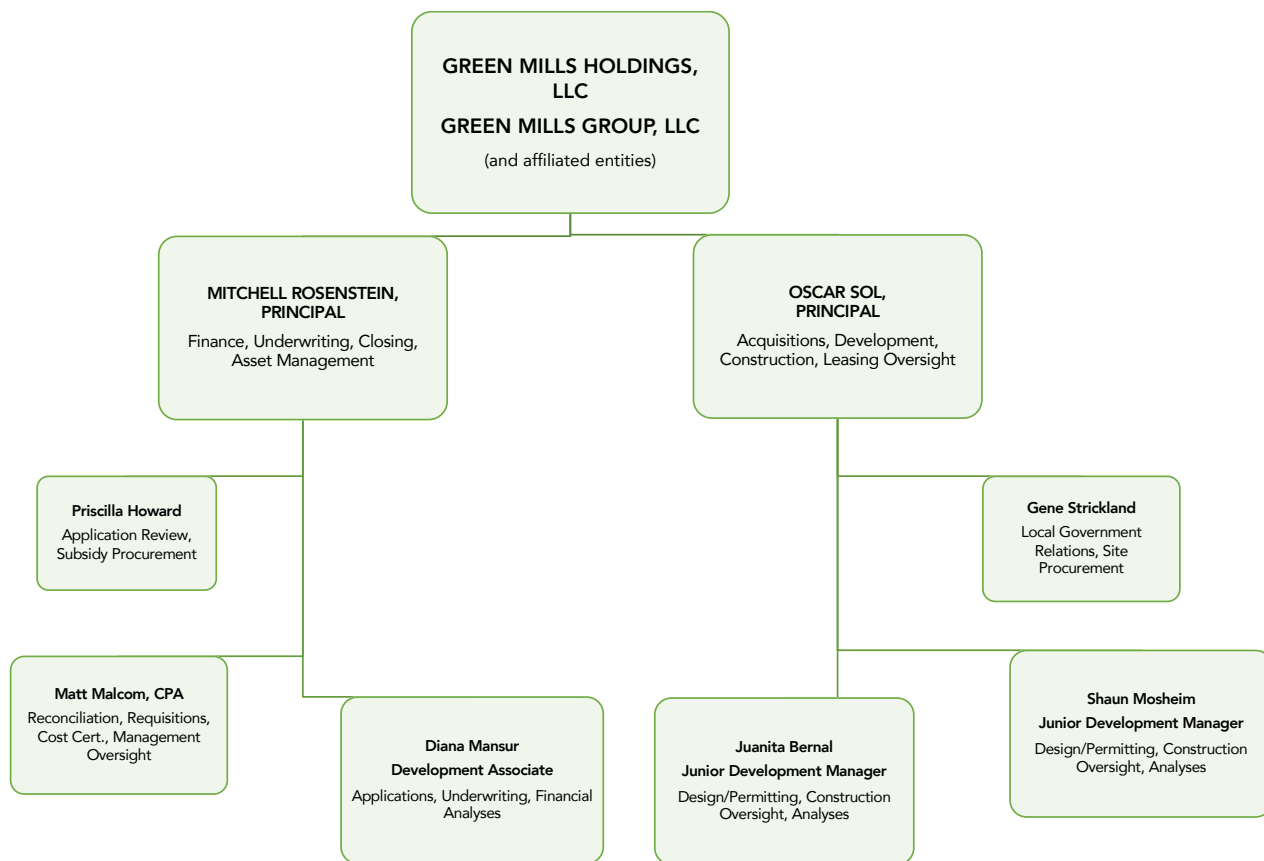 GREEN MILLS HOLDINGS,
LLC
GREEN MILLS GROUP, LLC
(and affiliated entities)
MITCHELL ROSENSTEIN,
PRINCIPAL
Finance, Underwriting, Closing,
Asset Management
OSCAR SOL,
PRINCIPAL
Acquisitions, Development,
Construction, Leasing Oversight
Priscilla Howard
Application Review,
Subsidy Procurement
Gene Strickland
Local Government
Relations, Site
Procurement
Matt Malcom, CPA
Reconciliation, Requisitions,
Cost Cert., Management
Oversight
Diana Mansur
Development Associate
Applications, Underwriting, Financial
Analyses
Juanita Bernal
Junior Development Manager
Design/Permitting, Construction
Oversight, Analyses
Shaun Mosheim
Junior Development Manager
Design/Permitting, Construction
Oversight, Analyses